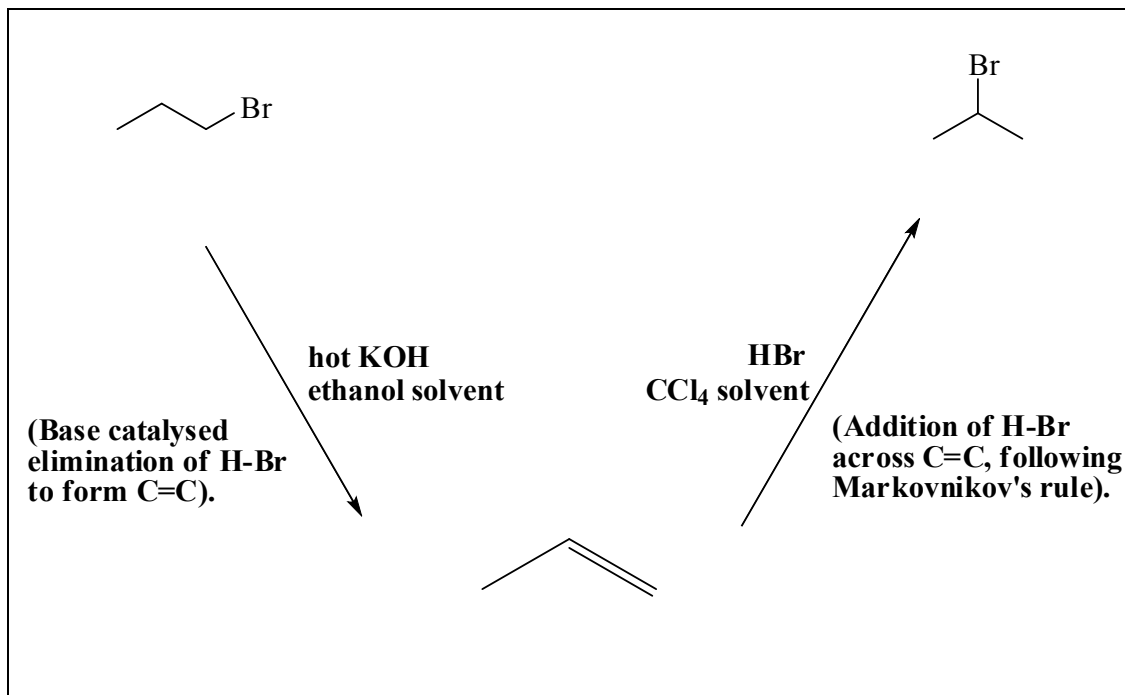 Br
Br
hot KOH
ethanol solvent
HBr
CCl4 solvent
(Base catalysed
elimination of H-Br
to form C=C).
(Addition of H-Br
across C=C, following
Markovnikov's rule).